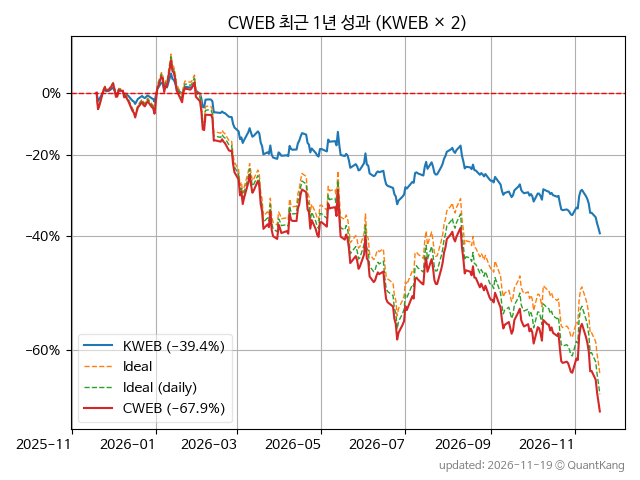 CWEB 최근 1년 성과 (KWEB × 2)
0%
−20%
−40%
−60%
KWEB (−39.4%)
Ideal
Ideal (daily)
CWEB (−67.9%)
2025-11 2026-01 2026-03 2026-05 2026-07 2026-09 2026-11
updated: 2026-11-19 © QuantKang